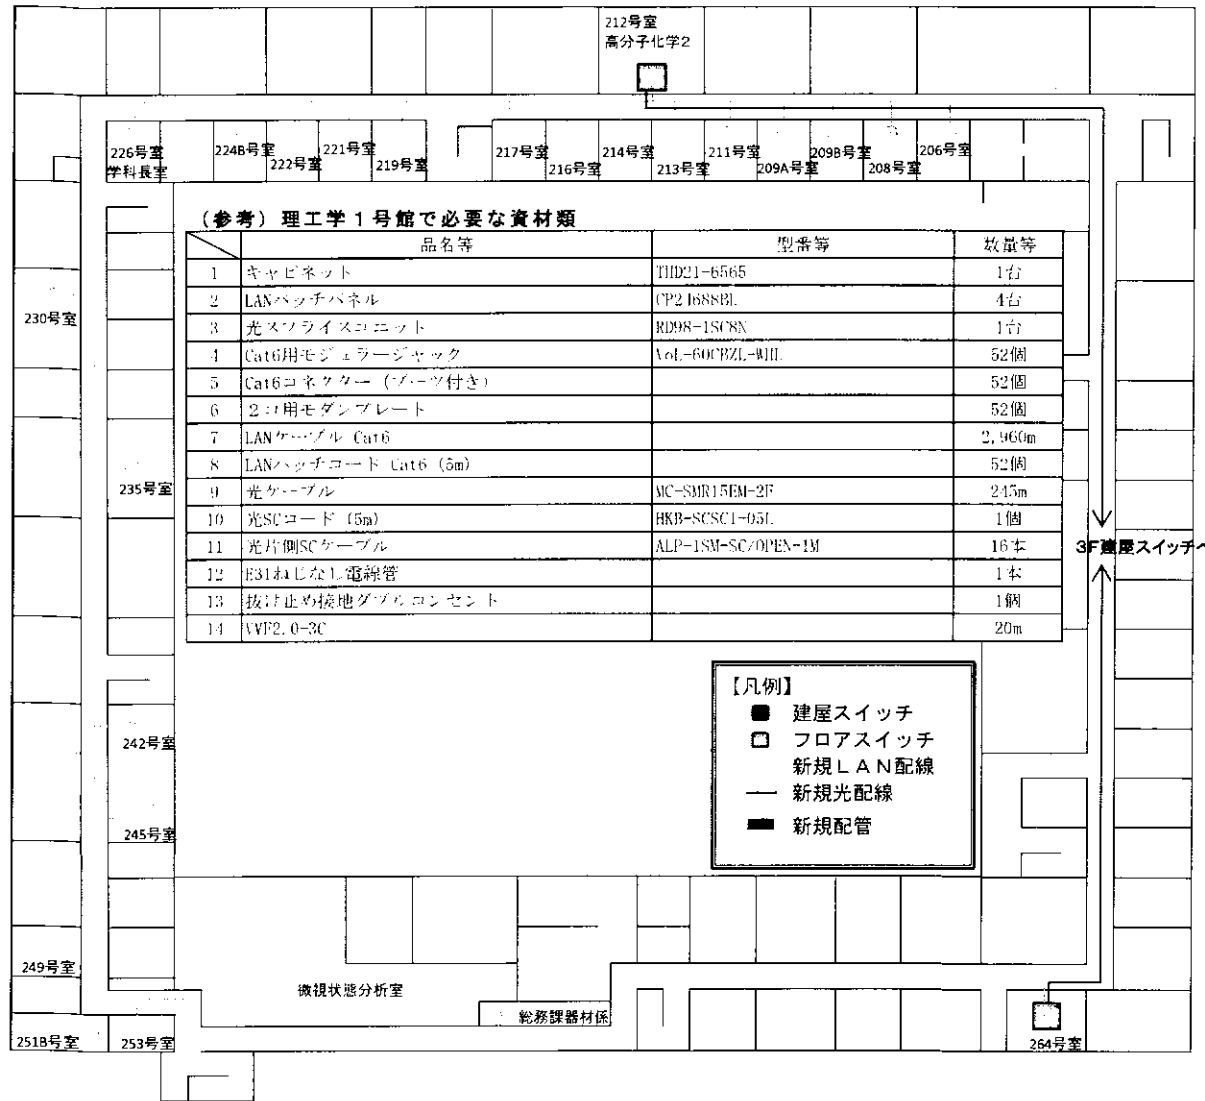 212号室
高分子化学2
226号室
学科長室
224B号室
222号室
221号室
219号室
217号室
216号室
214号室
213号室
211号室
209A号室
209B号室
208号室
206号室
(参考)理工学1号館で必要な資材類
品名等 型番等 数量等
1 キャビネット THD21-6565 1台
2 LANパッチパネル 4台
3 光スプライスユニット RD98-1SC8N 1台
4 Cat6用モジュラージャック 52個
5 Cat6コネクター (ブーツ付き) 52個
6 2コ用モダンプレート 52個
7 LANケーブル Cat6 2,960m
8 LANパッチコード Cat6 (5m) 52個
9 光ケーブル MC-SMR15EM-2F 245m
10 光SCコード (5m) HKB-SCSC1-05L 1個
11 光片側SCケーブル ALP-1SM-SC/OPEN-1M 16本
12 E31ねじなし電線管 1本
13 抜け止め接地ダブルコンセント 1個
14 VVF2.0-3C 20m
230号室
235号室
3F建屋スイッチへ
【凡例】
建屋スイッチ
フロアスイッチ
新規LAN配線
新規光配線
新規配管
242号室
245号室
249号室
微視状態分析室
総務課器材係
251B号室
253号室
264号室